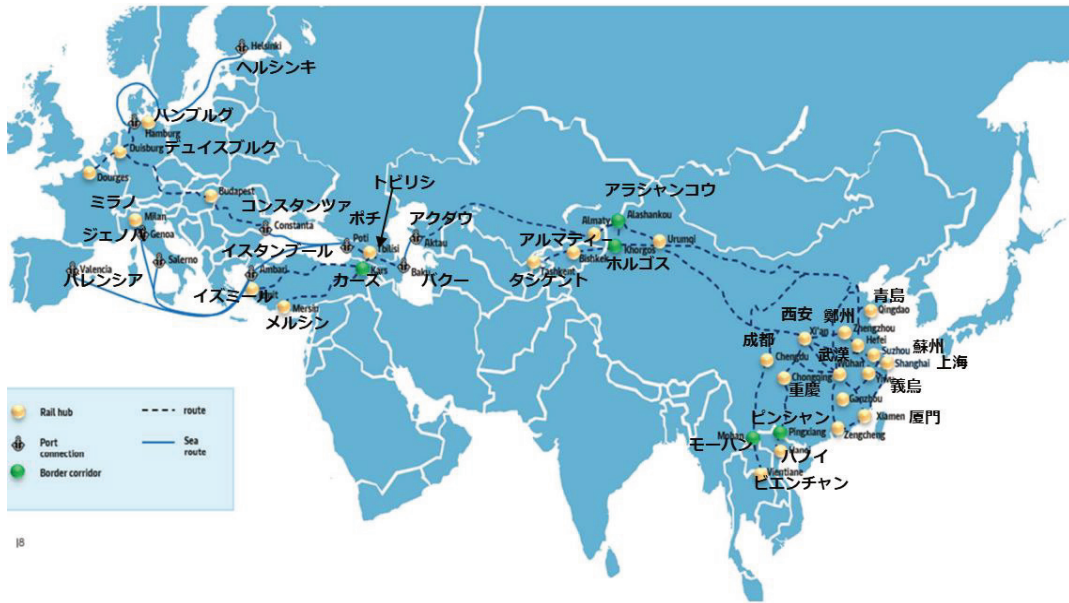 Helsinki
ヘルシンキ
ハンブルグ
Hamburg
Duisburg
デュイスブルク
Dourges
Budapest
トビリシ
ミラノ
Milan
コンスタンツァ
Constanta
ジェノバ
Genoa
ポチ
Poti
アクタウ
Aktau
イスタンブール
Tbilisi
Salerno
Valencia
バレンシア
Ambarli
カーズ
Kars
Baku
バクー
イズミール
メルシン
Mersin
アラシャンコウ
Alashankou
Almaty
アルマティー
Bishkek
Khorgos
ホルゴス
Urumqi
Tashkent
タシケント
青島
Qingdao
西安
Xi'an
鄭州
Zhengzhou
Hefei
成都
Chengdu
武漢
Wuhan
Suzhou
蘇州
Shanghai
上海
Chongqing
重慶
Yiwu
義烏
Ganzhou
Xiamen
厦門
Zengcheng
ピンシャン
Pingxiang
Mohan
モーハン
Hanoi
ハノイ
Vientiane
ビエンチャン
Rail hub
route
Port
connection
Sea
route
Border corridor
|8